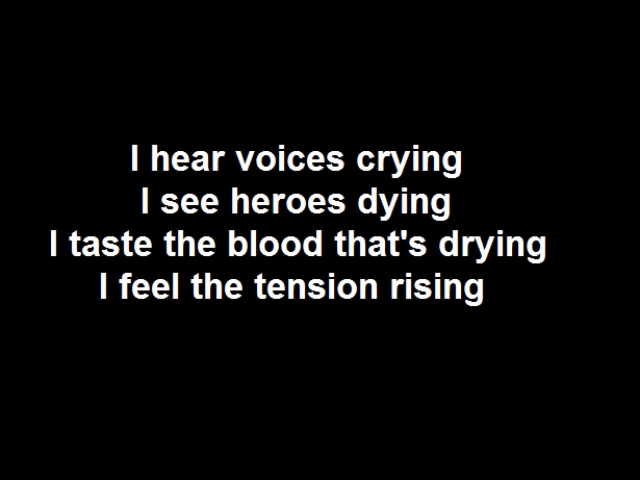 I hear voices crying
I see heroes dying
I taste the blood that's drying
I feel the tension rising